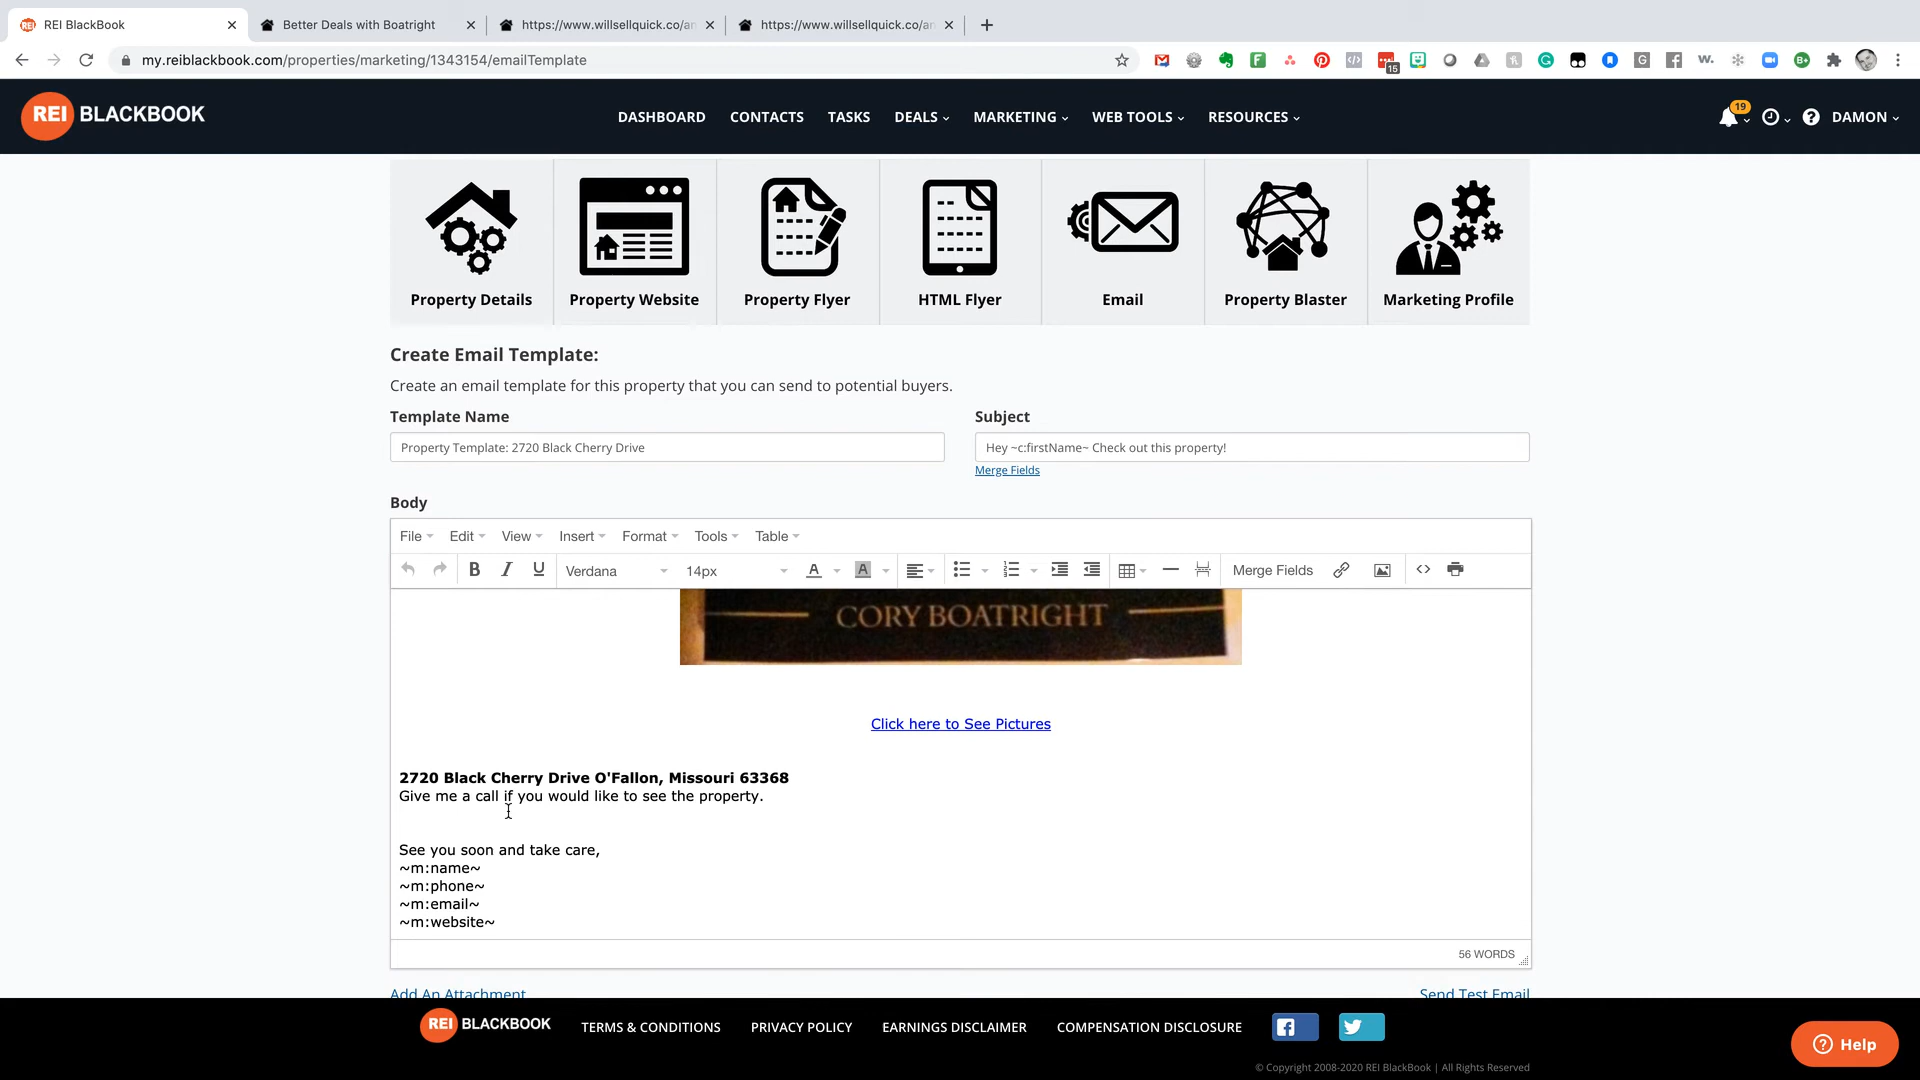 REI BlackBook
Better Deals with Boatright
https://www.willsellquick.co/an
https://www.willsellquick.co/an
my.reiblackbook.com/properties/marketing/1343154/emailTemplate
15
REI BLACKBOOK
DASHBOARD
CONTACTS
TASKS
DEALS
MARKETING
WEB TOOLS
RESOURCES
19
DAMON
Property Details
Property Website
Property Flyer
HTML Flyer
Email
Property Blaster
Marketing Profile
Create Email Template:
Create an email template for this property that you can send to potential buyers.
Template Name
Subject
Property Template: 2720 Black Cherry Drive
Hey ~c:firstName~ Check out this property!
Merge Fields
Body
File
Edit
View
Insert
Format
Tools
Table
B
I
U
Verdana
14px
A
A
Merge Fields
CORY BOATRIGHT
Click here to See Pictures
2720 Black Cherry Drive O'Fallon, Missouri 63368
Give me a call if you would like to see the property.
See you soon and take care,
~m:name~
~m:phone~
~m:email~
~m:website~
56 WORDS
Add An Attachment
Send Test Email
REI BLACKBOOK
TERMS & CONDITIONS
PRIVACY POLICY
EARNINGS DISCLAIMER
COMPENSATION DISCLOSURE
Help
© Copyright 2008-2020 REI BlackBook | All Rights Reserved